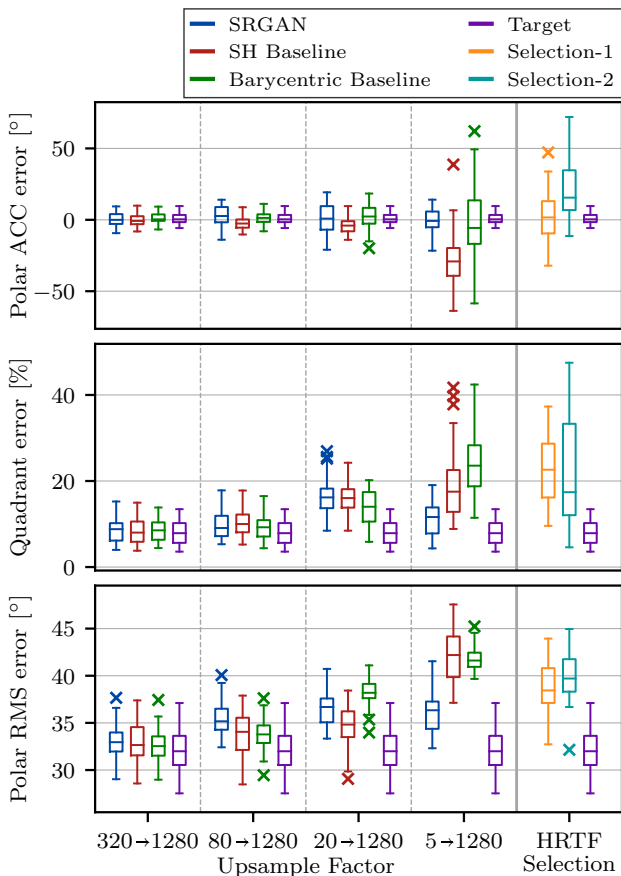 SRGAN
SH Baseline
Barycentric Baseline
Target
Selection-1
Selection-2
Polar ACC error [°]
50
0
−50
Quadrant error [%]
40
20
0
Polar RMS error [°]
45
40
35
30
320→1280
80→1280
20→1280
5→1280
HRTF
Selection
Upsample Factor